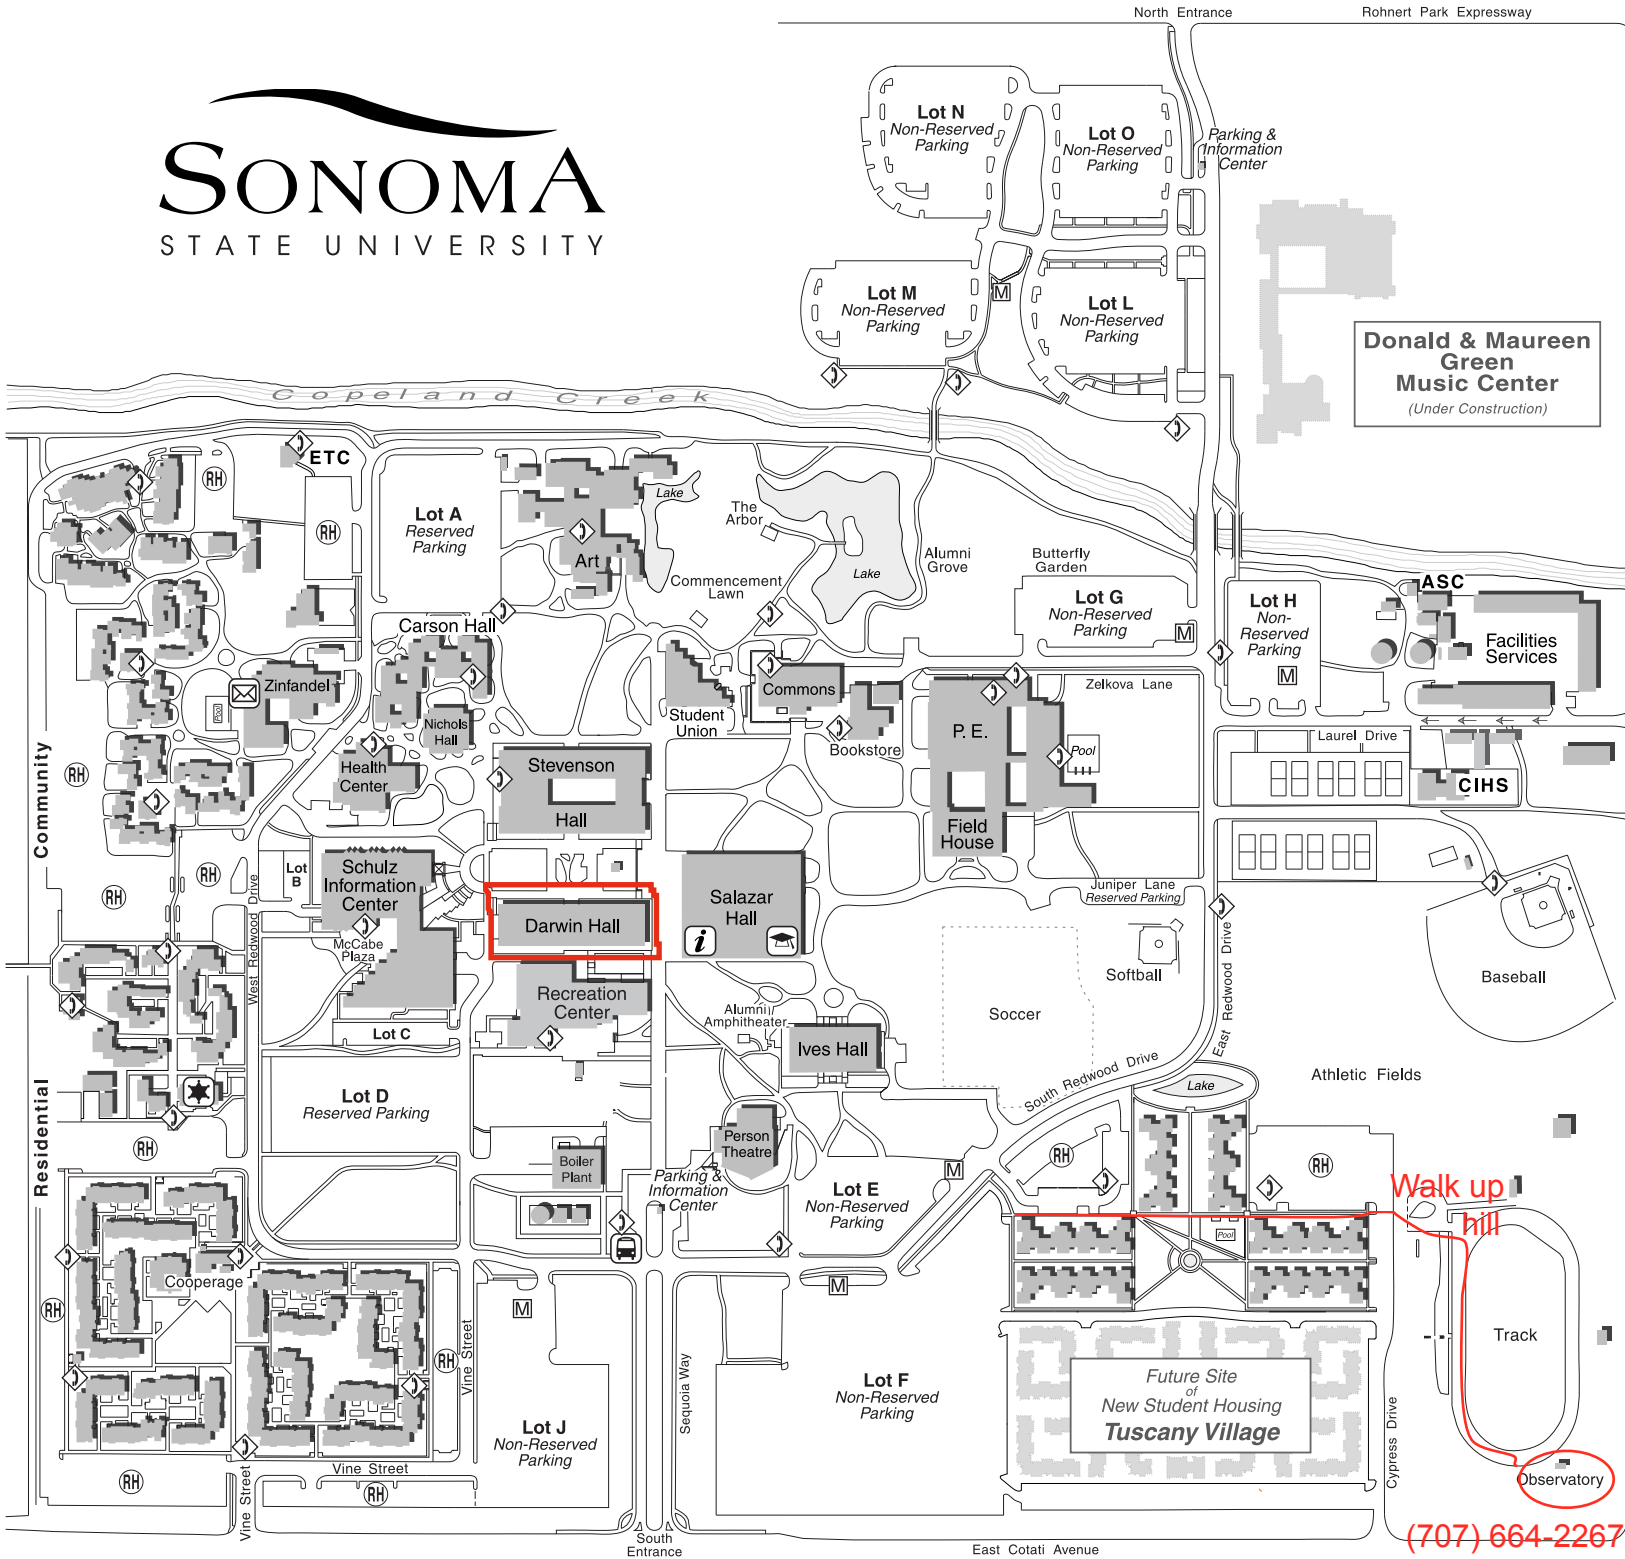 North Entrance
Rohnert Park Expressway
SONOMA
STATE UNIVERSITY
Lot N
Non-Reserved
Parking
Lot O
Non-Reserved
Parking
Parking &
Information
Center
Lot M
Non-Reserved
Parking
M
Lot L
Non-Reserved
Parking
Donald & Maureen
Green
Music Center
(Under Construction)
Copeland Creek
ETC
RH
RH
Lot A
Reserved
Parking
Art
Lake
The
Arbor
Lake
Alumni
Grove
Butterfly
Garden
Commencement
Lawn
Lot G
Non-Reserved
Parking
M
Lot H
Non-
Reserved
Parking
M
ASC
Facilities
Services
Carson Hall
Zinfandel
Pool
Nichols
Hall
Student
Union
Commons
Bookstore
P. E.
Pool
Field
House
Zelkova Lane
Laurel Drive
CIHS
Health
Center
Stevenson
Hall
RH
Community
Residential
RH
RH
Lot
B
West Redwood Drive
Schulz
Information
Center
McCabe
Plaza
Darwin Hall
Salazar
Hall
i
Juniper Lane
Reserved Parking
Softball
East Redwood Drive
Baseball
Recreation
Center
Lot C
Alumni
Amphitheater
Ives Hall
Soccer
South Redwood Drive
Lake
Athletic Fields
Lot D
Reserved Parking
Boiler
Plant
Person
Theatre
Parking &
Information
Center
Lot E
Non-Reserved
Parking
M
RH
RH
RH
Walk up
hill
Pool
Cooperage
RH
M
M
RH
Vine Street
Sequoia Way
Lot J
Non-Reserved
Parking
Lot F
Non-Reserved
Parking
Future Site
of
New Student Housing
Tuscany Village
Cypress Drive
Track
Observatory
RH
Vine Street
RH
Vine Street
South
Entrance
East Cotati Avenue
(707) 664-2267